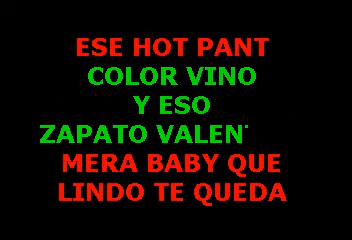 ESE HOT PANT
COLOR VINO
Y ESO
ZAPATO VALEN
MERA BABY QUE
LINDO TE QUEDA